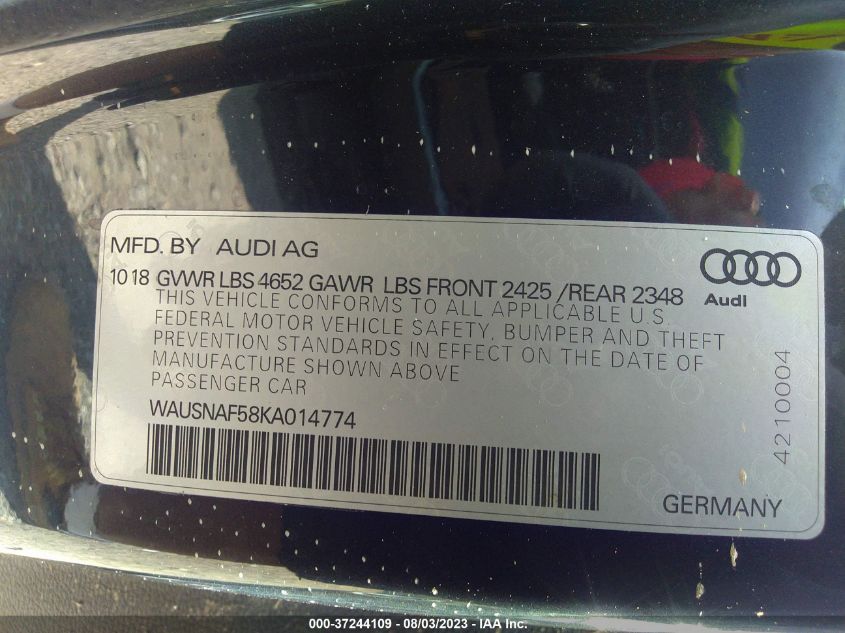 MFD. BY AUDI AG
10 18 GVWR LBS 4652 GAWR LBS FRONT 2425 /REAR 2348
THIS VEHICLE CONFORMS TO ALL APPLICABLE U.S.
FEDERAL MOTOR VEHICLE SAFETY, BUMPER AND THEFT
PREVENTION STANDARDS IN EFFECT ON THE DATE OF
MANUFACTURE SHOWN ABOVE
PASSENGER CAR
WAUSNAF58KA014774
Audi
4210004
GERMANY
000-37244109 - 08/03/2023 - IAA Inc.